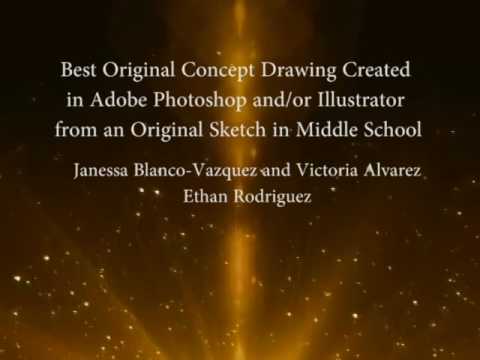 Best Original Concept Drawing Created
in Adobe Photoshop and/or Illustrator
from an Original Sketch in Middle School
Janessa Blanco-Vazquez and Victoria Alvarez
Ethan Rodriguez